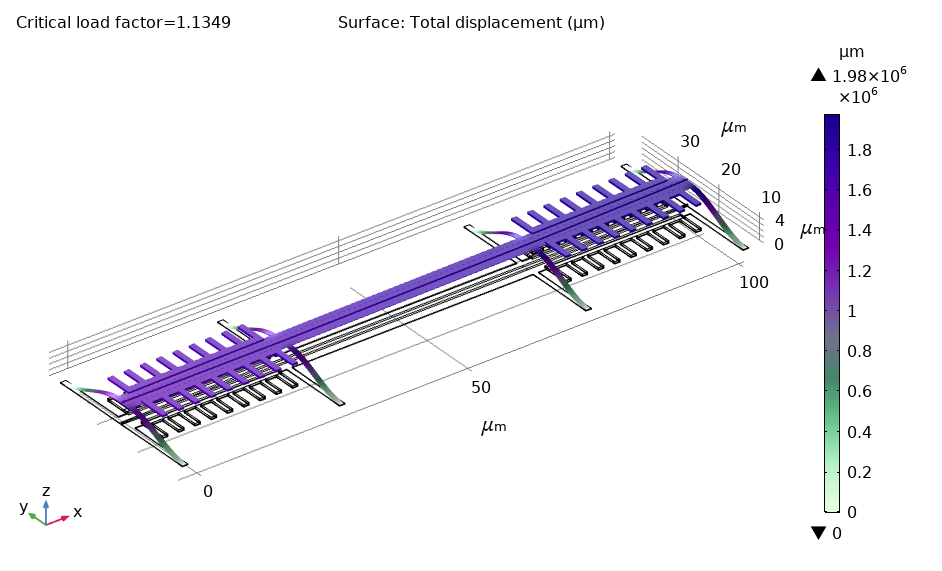 Critical load factor=1.1349
Surface: Total displacement (μm)
μm
1.98×10⁶
×10⁶
1.8
1.6
1.4
1.2
1
0.8
0.6
0.4
0.2
0
0
μm
30
20
10
4
0
μm
100
50
μm
0
z
y
x